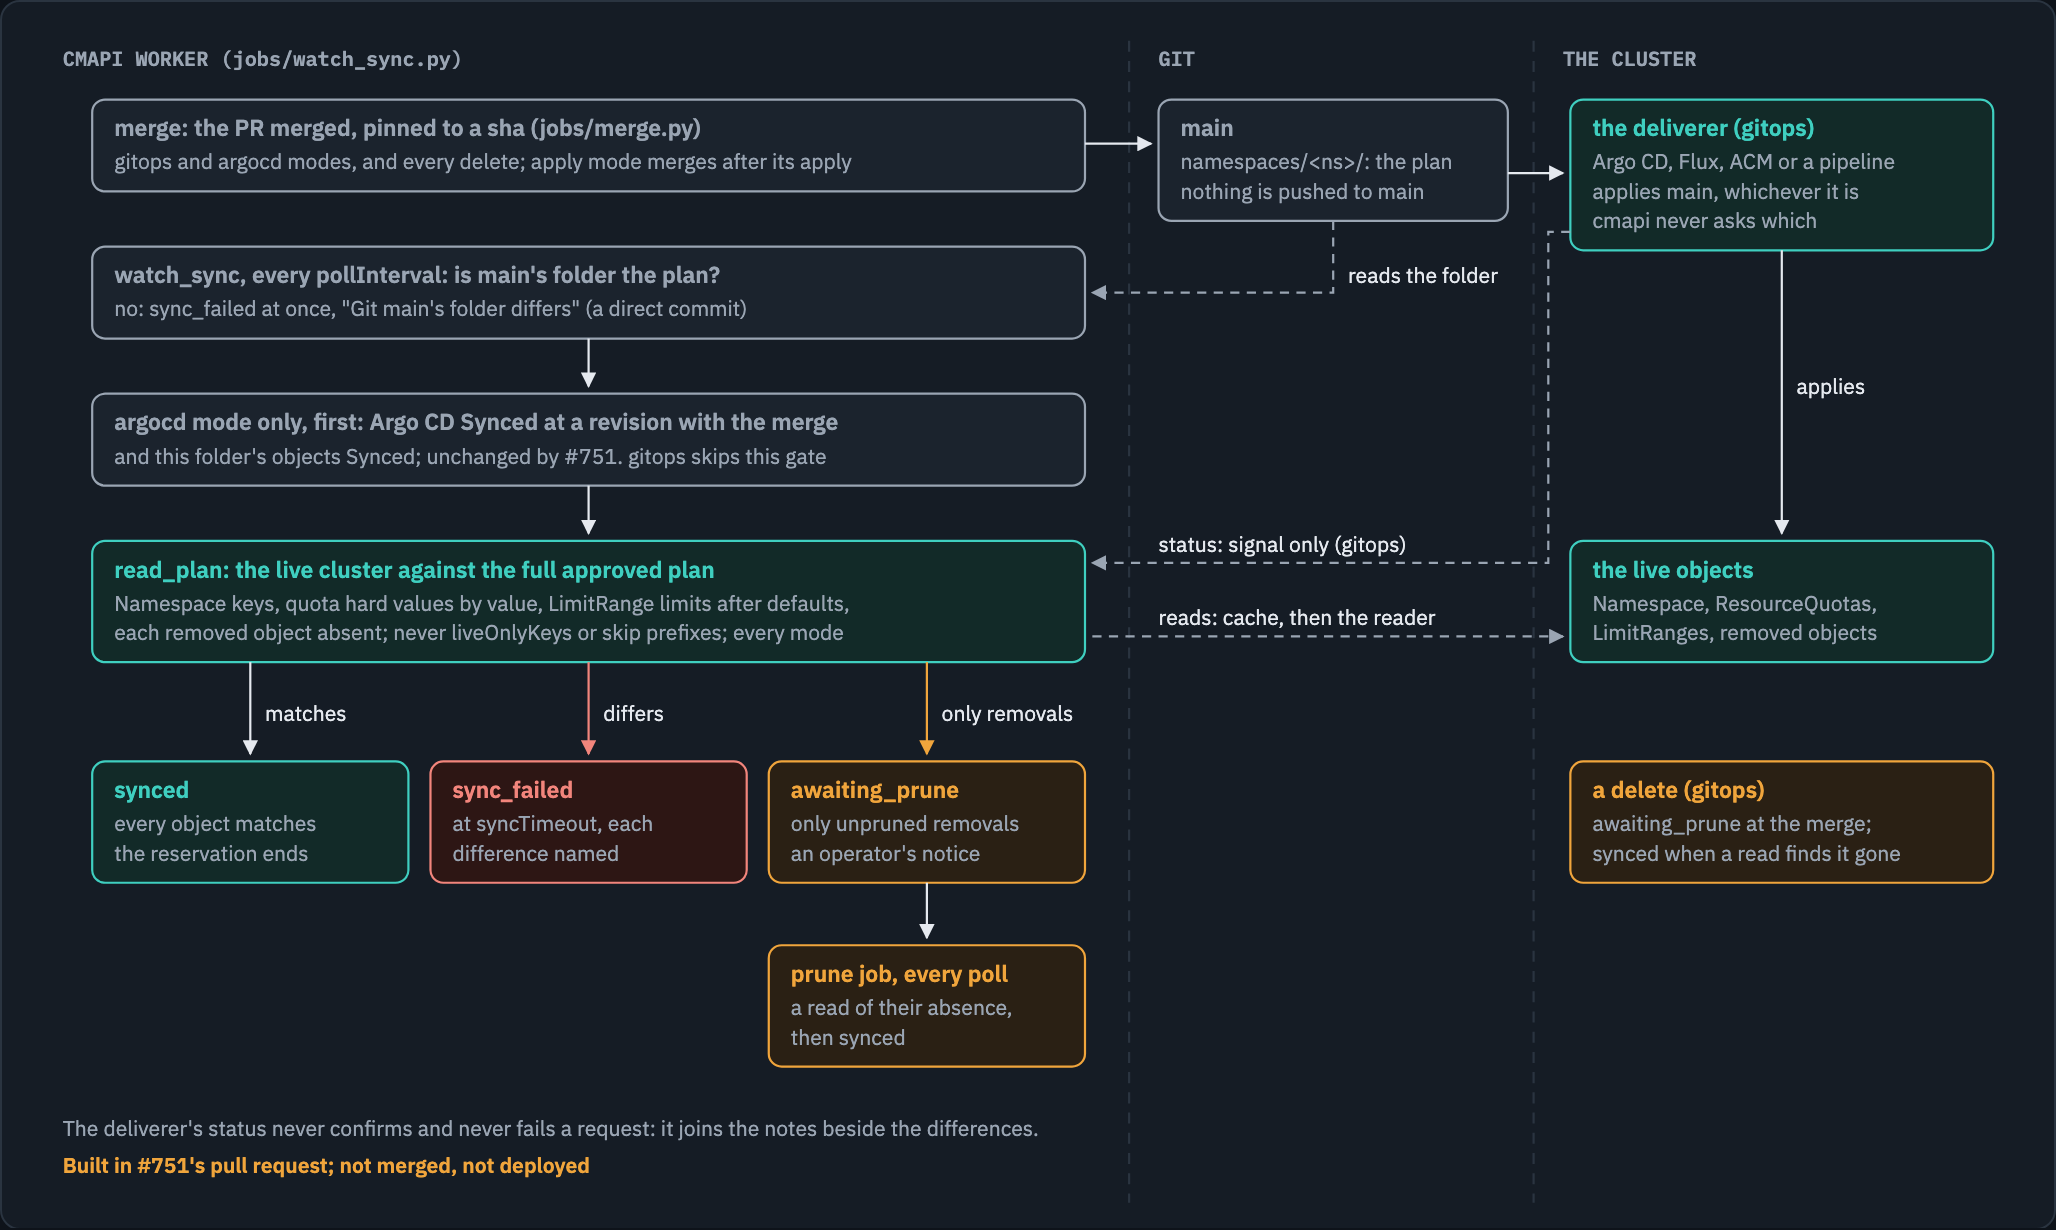 CMAPI WORKER (jobs/watch_sync.py)
merge: the PR merged, pinned to a sha (jobs/merge.py)
gitops and argocd modes, and every delete; apply mode merges after its apply
watch_sync, every pollInterval: is main's folder the plan?
no: sync_failed at once, "Git main's folder differs" (a direct commit)
argocd mode only, first: Argo CD Synced at a revision with the merge
and this folder's objects Synced; unchanged by #751. gitops skips this gate
read_plan: the live cluster against the full approved plan
Namespace keys, quota hard values by value, LimitRange limits after defaults,
each removed object absent; never liveOnlyKeys or skip prefixes; every mode
matches
differs
only removals
synced
every object matches
the reservation ends
sync_failed
at syncTimeout, each
difference named
awaiting_prune
only unpruned removals
an operator's notice
prune job, every poll
a read of their absence,
then synced
GIT
main
namespaces/<ns>/: the plan
nothing is pushed to main
reads the folder
status: signal only (gitops)
reads: cache, then the reader
THE CLUSTER
the deliverer (gitops)
Argo CD, Flux, ACM or a pipeline
applies main, whichever it is
cmapi never asks which
applies
the live objects
Namespace, ResourceQuotas,
LimitRanges, removed objects
a delete (gitops)
awaiting_prune at the merge;
synced when a read finds it gone
The deliverer's status never confirms and never fails a request: it joins the notes beside the differences.
Built in #751's pull request; not merged, not deployed